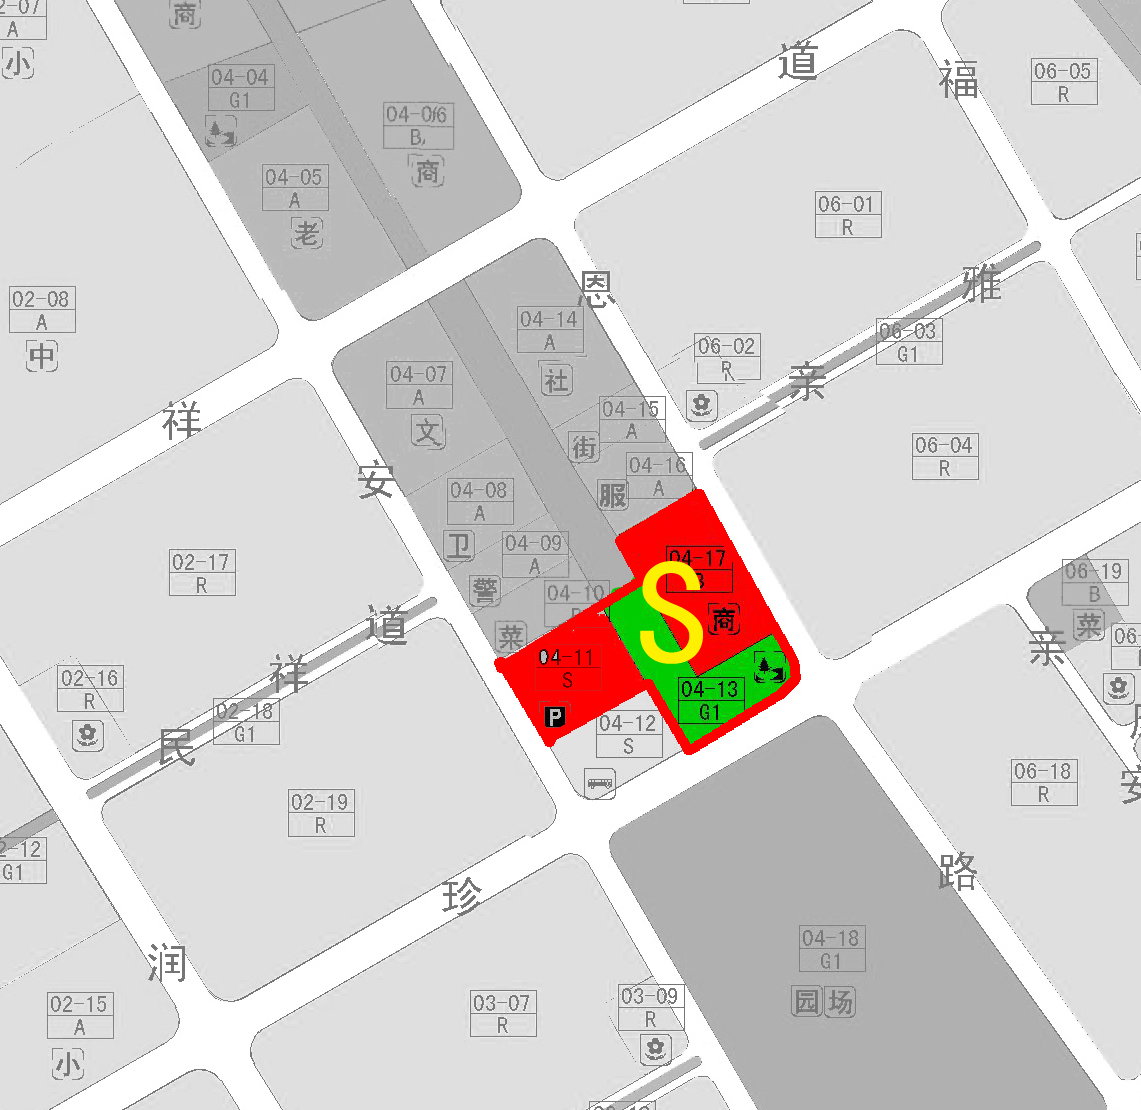 商
A
小
04-04
G1
04-05
A
老
B
商
道
福
06-05
R
06-01
R
雅
02-08
A
中
恩
04-14
A
社
06-02
R
06-03
G1
亲
04-07
A
文
04-15
A
街
祥
安
04-16
A
服
06-04
R
04-08
A
卫
04-09
A
警
04-10
菜
02-17
R
04-17
B
商
S
06-19
B
菜
道
祥
民
04-11
S
P
04-13
G1
04-12
S
亲
02-16
R
02-18
G1
06-18
R
安
02-19
R
G1
珍
路
润
04-18
G1
园 场
02-15
A
小
03-07
R
03-09
R